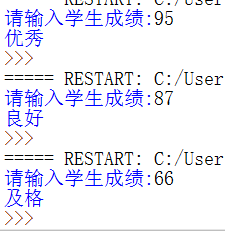 RESTART: C:/User
请输入学生成绩:95
优秀
>>>
===== RESTART: C:/User
请输入学生成绩:87
良好
>>>
===== RESTART: C:/User
请输入学生成绩:66
及格
>>>